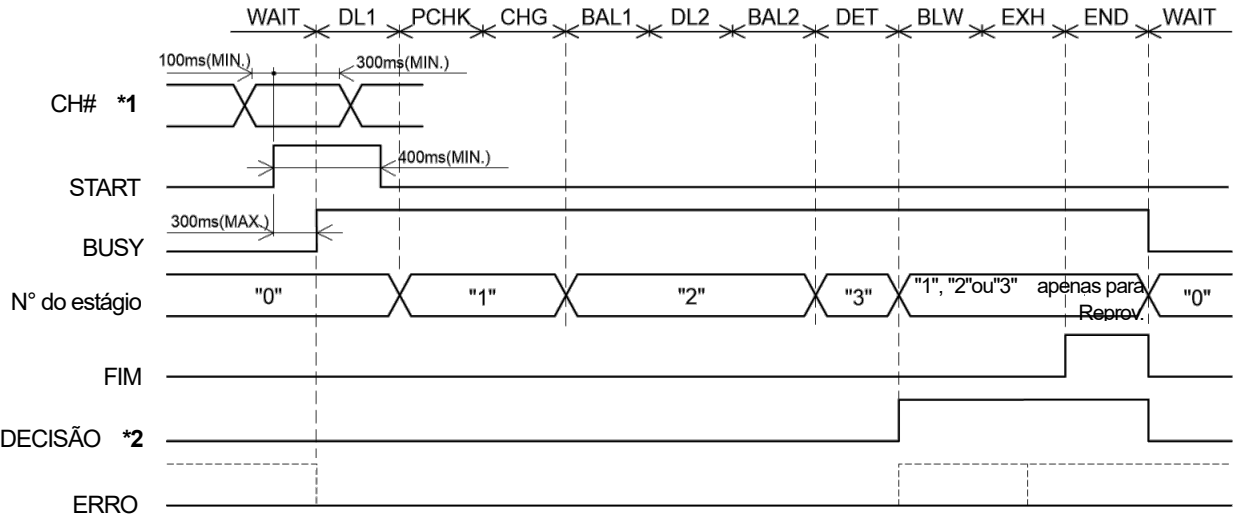 WAIT DL1 PCHK CHG BAL1 DL2 BAL2 DET BLW EXH END WAIT
100ms(MIN.) 300ms(MIN.)
CH# *1
400ms(MIN.)
START
300ms(MAX.)
BUSY
N° do estágio "0" "1" "2" "3" "1", "2"ou"3" apenas para Reprov. "0"
FIM
DECISÃO *2
ERRO